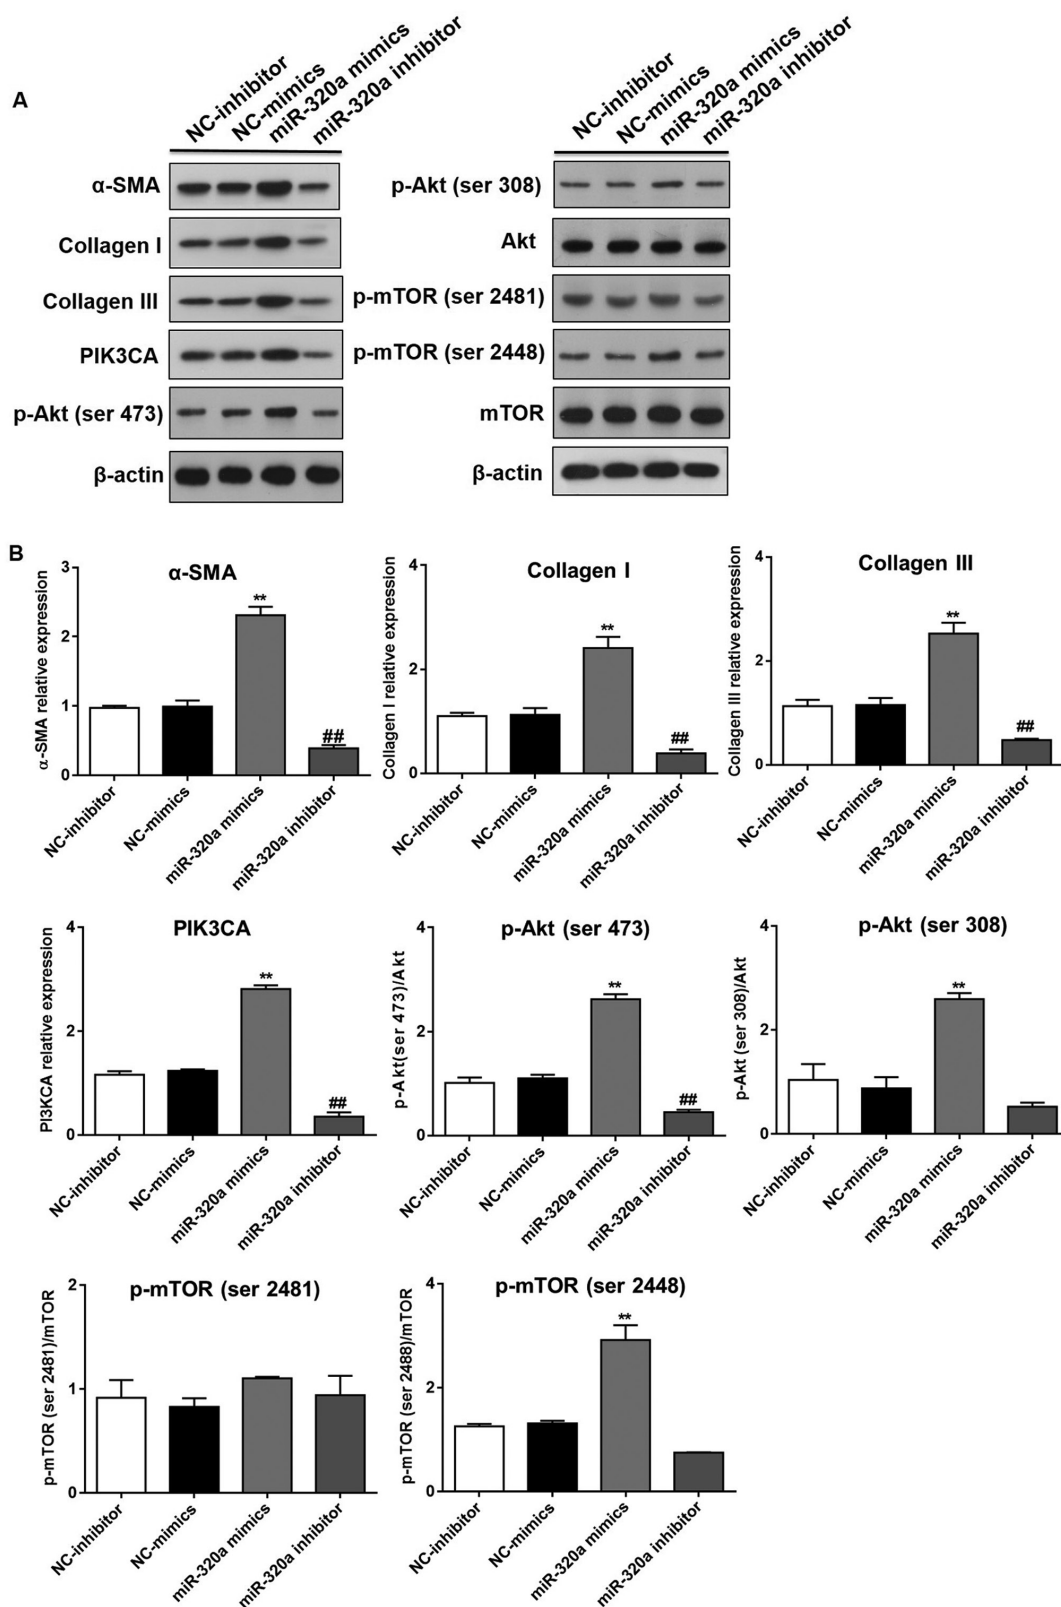 A
NC-inhibitor
NC-mimics
miR-320a mimics
miR-320a inhibitor
α-SMA
Collagen I
Collagen III
PIK3CA
p-Akt (ser 473)
β-actin
NC-inhibitor
NC-mimics
miR-320a mimics
miR-320a inhibitor
p-Akt (ser 308)
Akt
p-mTOR (ser 2481)
p-mTOR (ser 2448)
mTOR
β-actin
B
α-SMA
α-SMA relative expression
3
2
1
0
NC-inhibitor
NC-mimics
miR-320a mimics
miR-320a inhibitor
**
##
Collagen I
Collagen I relative expression
4
2
0
NC-inhibitor
NC-mimics
miR-320a mimics
miR-320a inhibitor
**
##
Collagen III
Collagen III relative expression
4
2
0
NC-inhibitor
NC-mimics
miR-320a mimics
miR-320a inhibitor
**
##
PIK3CA
PI3KCA relative expression
4
2
0
NC-inhibitor
NC-mimics
miR-320a mimics
miR-320a inhibitor
**
##
p-Akt (ser 473)
p-Akt(ser 473)/Akt
4
2
0
NC-inhibitor
NC-mimics
miR-320a mimics
miR-320a inhibitor
**
##
p-Akt (ser 308)
p-Akt (ser 308)/Akt
4
2
0
NC-inhibitor
NC-mimics
miR-320a mimics
miR-320a inhibitor
**
p-mTOR (ser 2481)
p-mTOR (ser 2481)/mTOR
2
1
0
NC-inhibitor
NC-mimics
miR-320a mimics
miR-320a inhibitor
p-mTOR (ser 2448)
p-mTOR (ser 2488)/mTOR
4
2
0
NC-inhibitor
NC-mimics
miR-320a mimics
miR-320a inhibitor
**